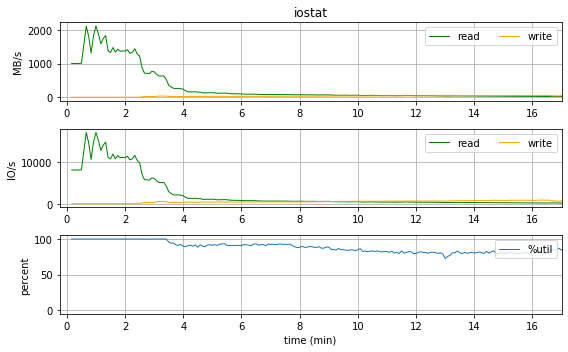 iostat
MB/s
2000
1000
0
read write
0 2 4 6 8 10 12 14 16
IO/s
10000
0
read write
0 2 4 6 8 10 12 14 16
percent
100
50
0
%util
0 2 4 6 8 10 12 14 16
time (min)